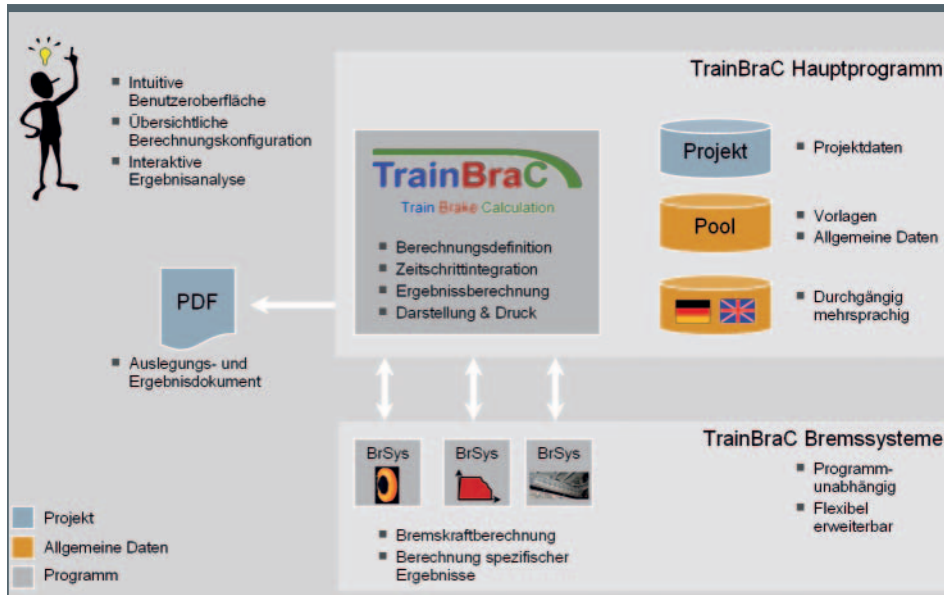 TrainBraC Hauptprogramm
Intuitive
Benutzeroberfläche
Übersichtliche
Berechnungskonfiguration
Interaktive
Ergebnisanalyse
TrainBraC
Train Brake Calculation
Berechnungsdefinition
Zeitschrittintegration
Ergebnissberechnung
Darstellung & Druck
Projekt
Projektdaten
Pool
Vorlagen
Allgemeine Daten
Durchgängig
mehrsprachig
PDF
Auslegungs- und
Ergebnisdokument
TrainBraC Bremssysteme
BrSys
BrSys
BrSys
Bremskraftberechnung
Berechnung spezifischer
Ergebnisse
Programm-
unabhängig
Flexibel
erweiterbar
Projekt
Allgemeine Daten
Programm